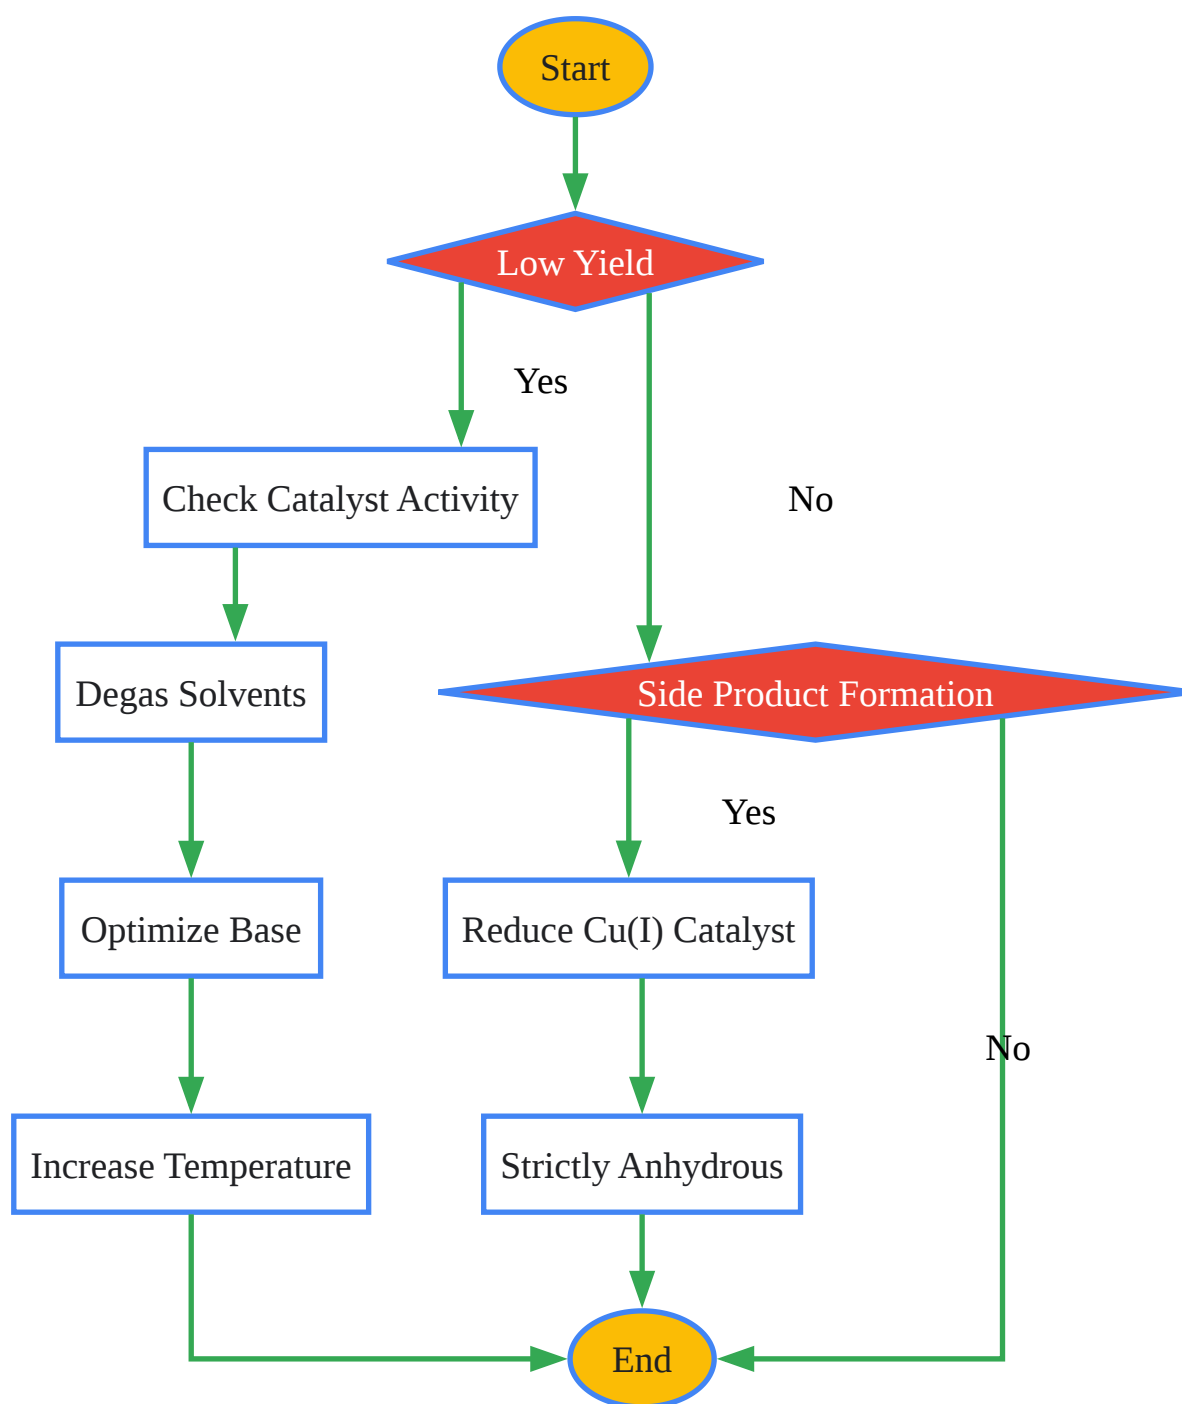 Start
Low Yield
Yes
Check Catalyst Activity
No
Degas Solvents
Side Product Formation
Yes
Optimize Base
Reduce Cu(I) Catalyst
No
Increase Temperature
Strictly Anhydrous
End